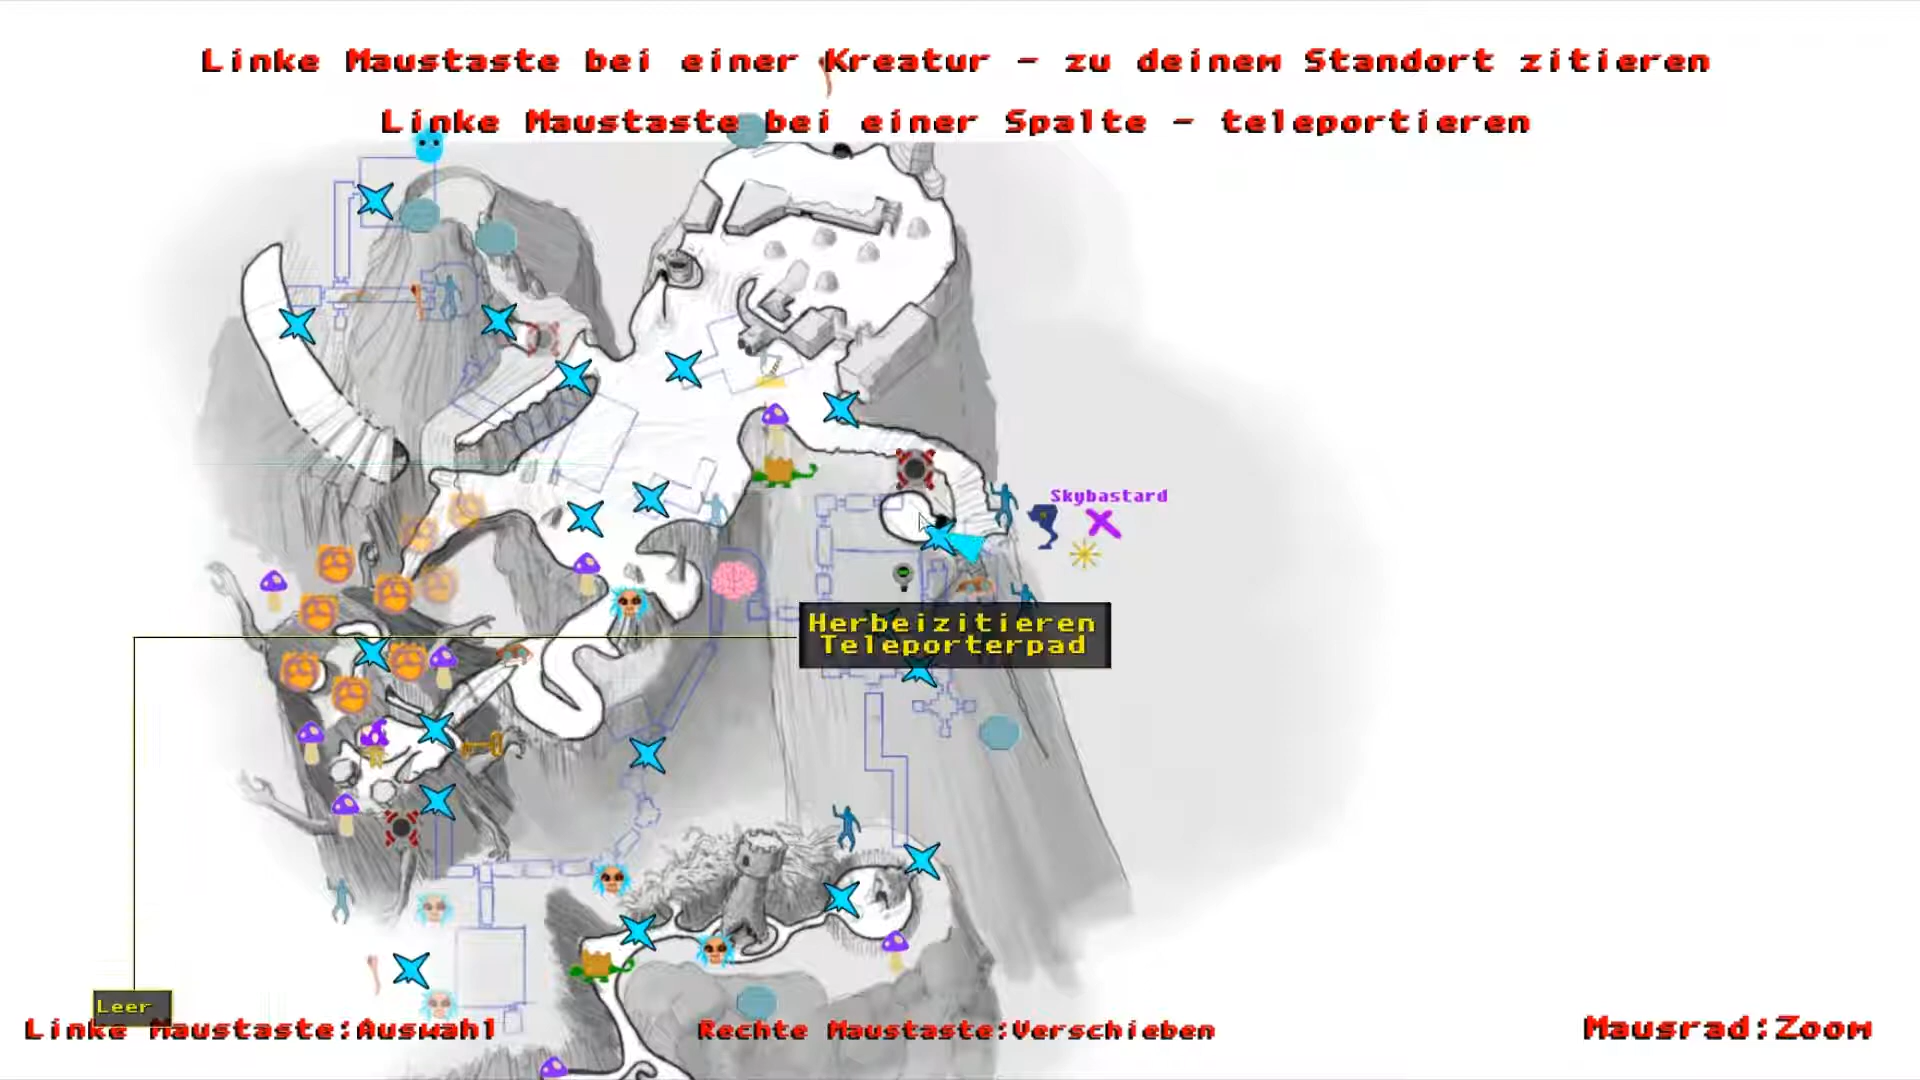 Linke Maustaste bei einer Kreatur - zu deinem Standort zitieren
Linke Maustaste bei einer Spalte - teleportieren
Skybastard
Herbeizitieren
Teleporterpad
Leer
Linke Maustaste:Auswahl
Rechte Maustaste:Verschieben
Mausrad:Zoom